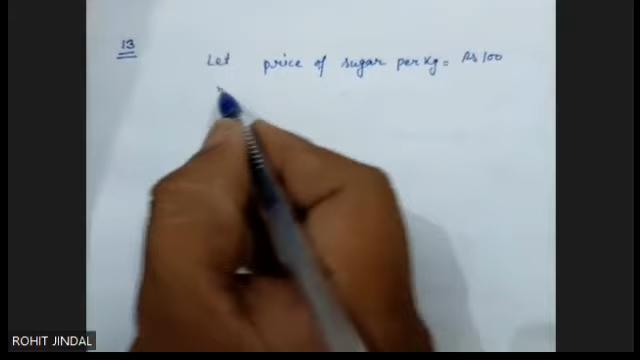 13
Let price of sugar per kg = Rs 100
ROHIT JINDAL